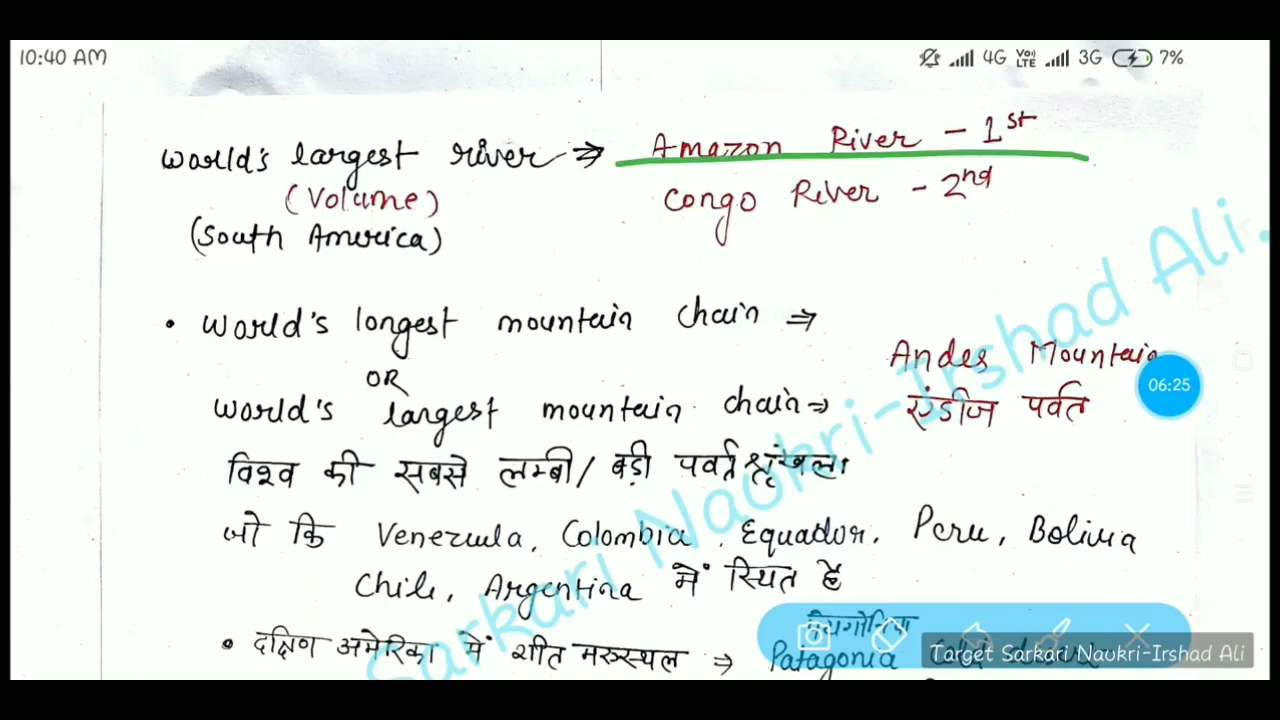 10:40 AM 4G Vo)) LTE 3G 7%
World's largest river ⇒ Amazon River - 1st
(Volume) Congo River - 2nd
(South America)
• World's longest mountain chain ⇒
Andes Mountain
OR
World's largest mountain chain ⇒ एंडीज पर्वत
06:25
विश्व की सबसे लम्बी/ बड़ी पर्वत श्रृंखला
जो कि Venezuula, Colombia, Equador, Peru, Bolivia
Chile, Argentina में स्थित है
• दक्षिण अमेरिका में शीत मरुस्थल ⇒ Patagonia
Target Sarkari Naukri-Irshad Ali
Sarkari Naukri-Irshad Ali.